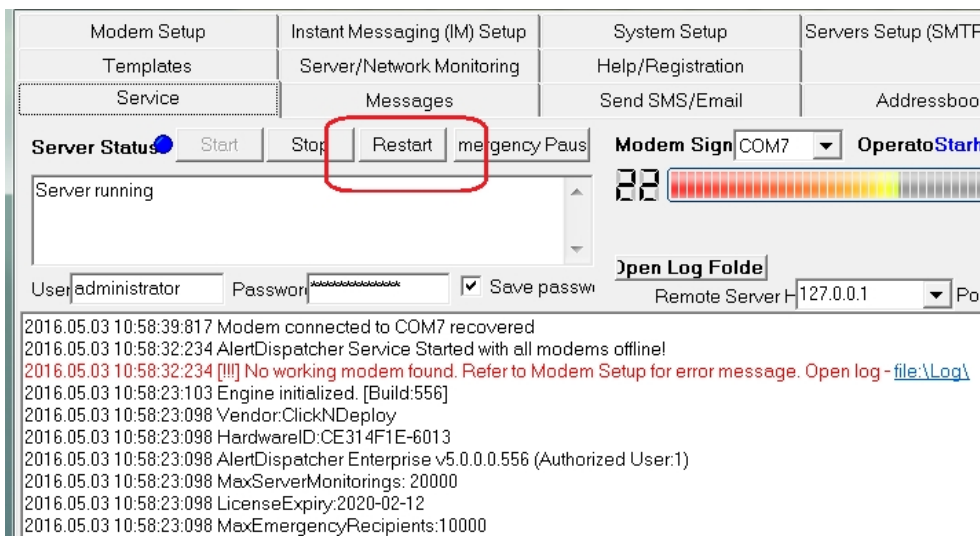 Modem Setup Instant Messaging (IM) Setup System Setup Servers Setup (SMTP
Templates Server/Network Monitoring Help/Registration
Service Messages Send SMS/Email Addressboo
Server Status Start Stop Restart mergency Paus Modem Sign COM7 OperatoStarh
Server running
22
Open Log Folde
User administrator Passwor ************** Save passw
Remote Server H 127.0.0.1 Po
2016.05.03 10:58:39:817 Modem connected to COM7 recovered
2016.05.03 10:58:32:234 AlertDispatcher Service Started with all modems offline!
2016.05.03 10:58:32:234 [!!!] No working modem found. Refer to Modem Setup for error message. Open log - file:\Log\
2016.05.03 10:58:23:103 Engine initialized. [Build:556]
2016.05.03 10:58:23:098 Vendor:ClickNDeploy
2016.05.03 10:58:23:098 HardwareID:CE314F1E-6013
2016.05.03 10:58:23:098 AlertDispatcher Enterprise v5.0.0.0.556 (Authorized User:1)
2016.05.03 10:58:23:098 MaxServerMonitorings: 20000
2016.05.03 10:58:23:098 LicenseExpiry:2020-02-12
2016.05.03 10:58:23:098 MaxEmergencyRecipients:10000